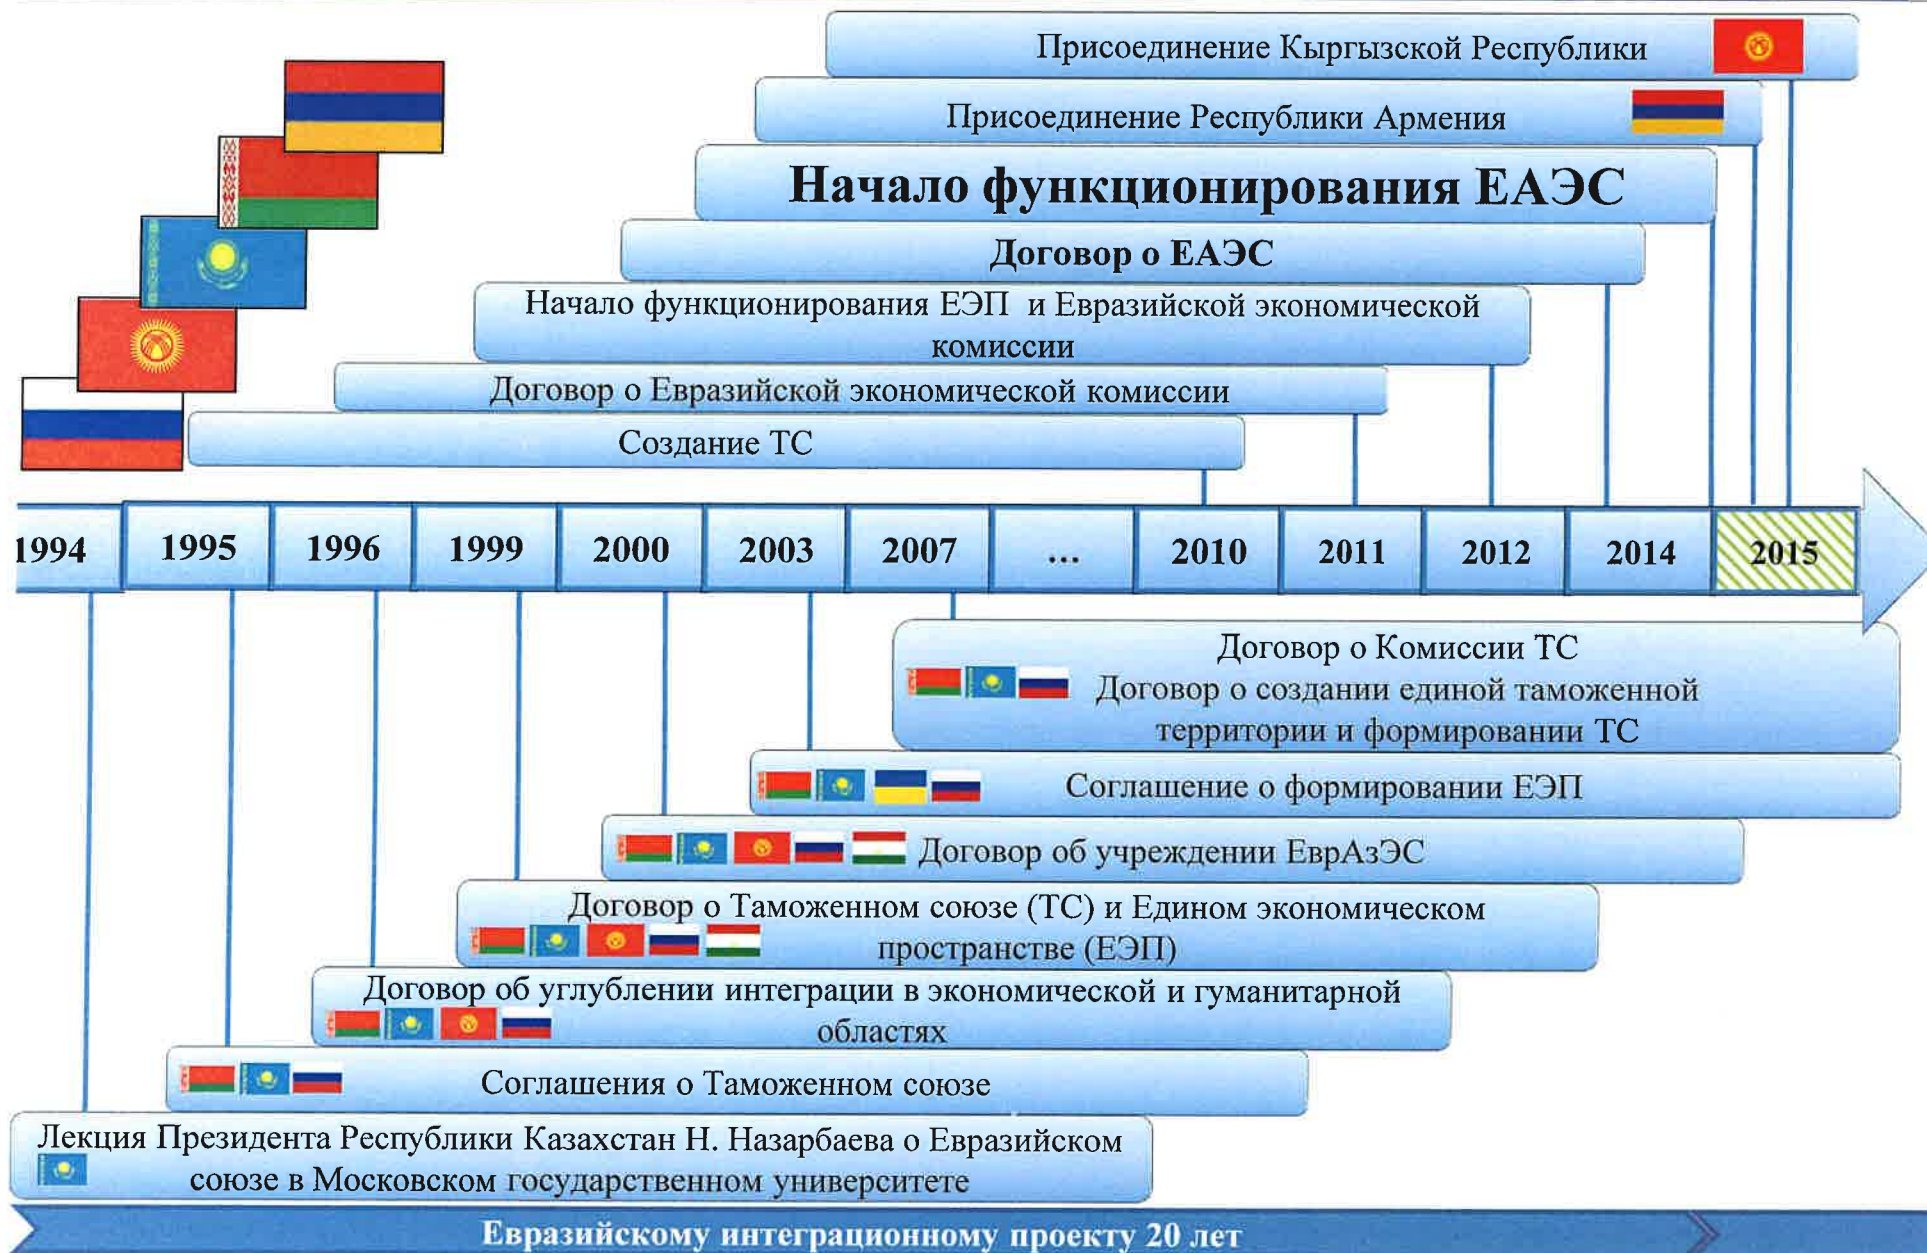 Присоединение Кыргызской Республики
Присоединение Республики Армения
Начало функционирования ЕАЭС
Договор о ЕАЭС
Начало функционирования ЕЭП и Евразийской экономической
комиссии
Договор о Евразийской экономической комиссии
Создание ТС
1994 1995 1996 1999 2000 2003 2007 ... 2010 2011 2012 2014 2015
Договор о Комиссии ТС
Договор о создании единой таможенной
территории и формировании ТС
Соглашение о формировании ЕЭП
Договор об учреждении ЕврАзЭС
Договор о Таможенном союзе (ТС) и Едином экономическом
пространстве (ЕЭП)
Договор об углублении интеграции в экономической и гуманитарной
областях
Соглашения о Таможенном союзе
Лекция Президента Республики Казахстан Н. Назарбаева о Евразийском
союзе в Московском государственном университете
Евразийскому интеграционному проекту 20 лет